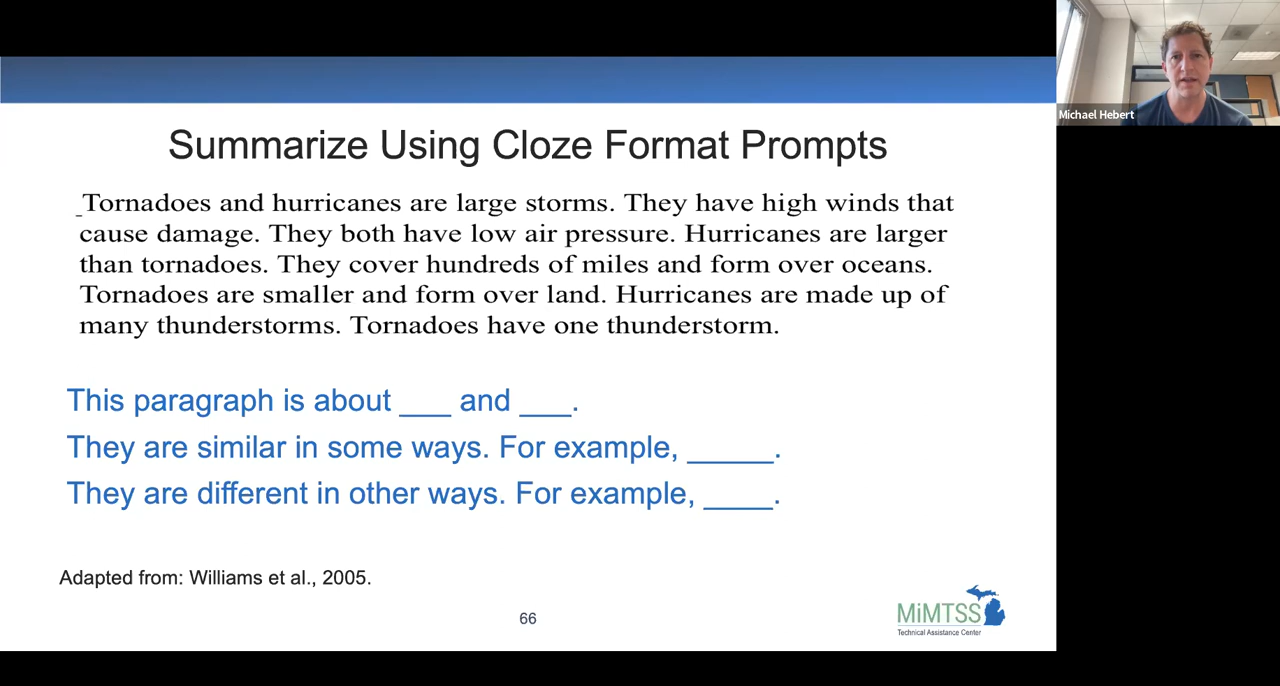 Michael Hebert
Summarize Using Cloze Format Prompts
_Tornadoes and hurricanes are large storms. They have high winds that
cause damage. They both have low air pressure. Hurricanes are larger
than tornadoes. They cover hundreds of miles and form over oceans.
Tornadoes are smaller and form over land. Hurricanes are made up of
many thunderstorms. Tornadoes have one thunderstorm.
This paragraph is about ___ and ___.
They are similar in some ways. For example, _____.
They are different in other ways. For example, ____.
Adapted from: Williams et al., 2005.
66
MiMTSS
Technical Assistance Center